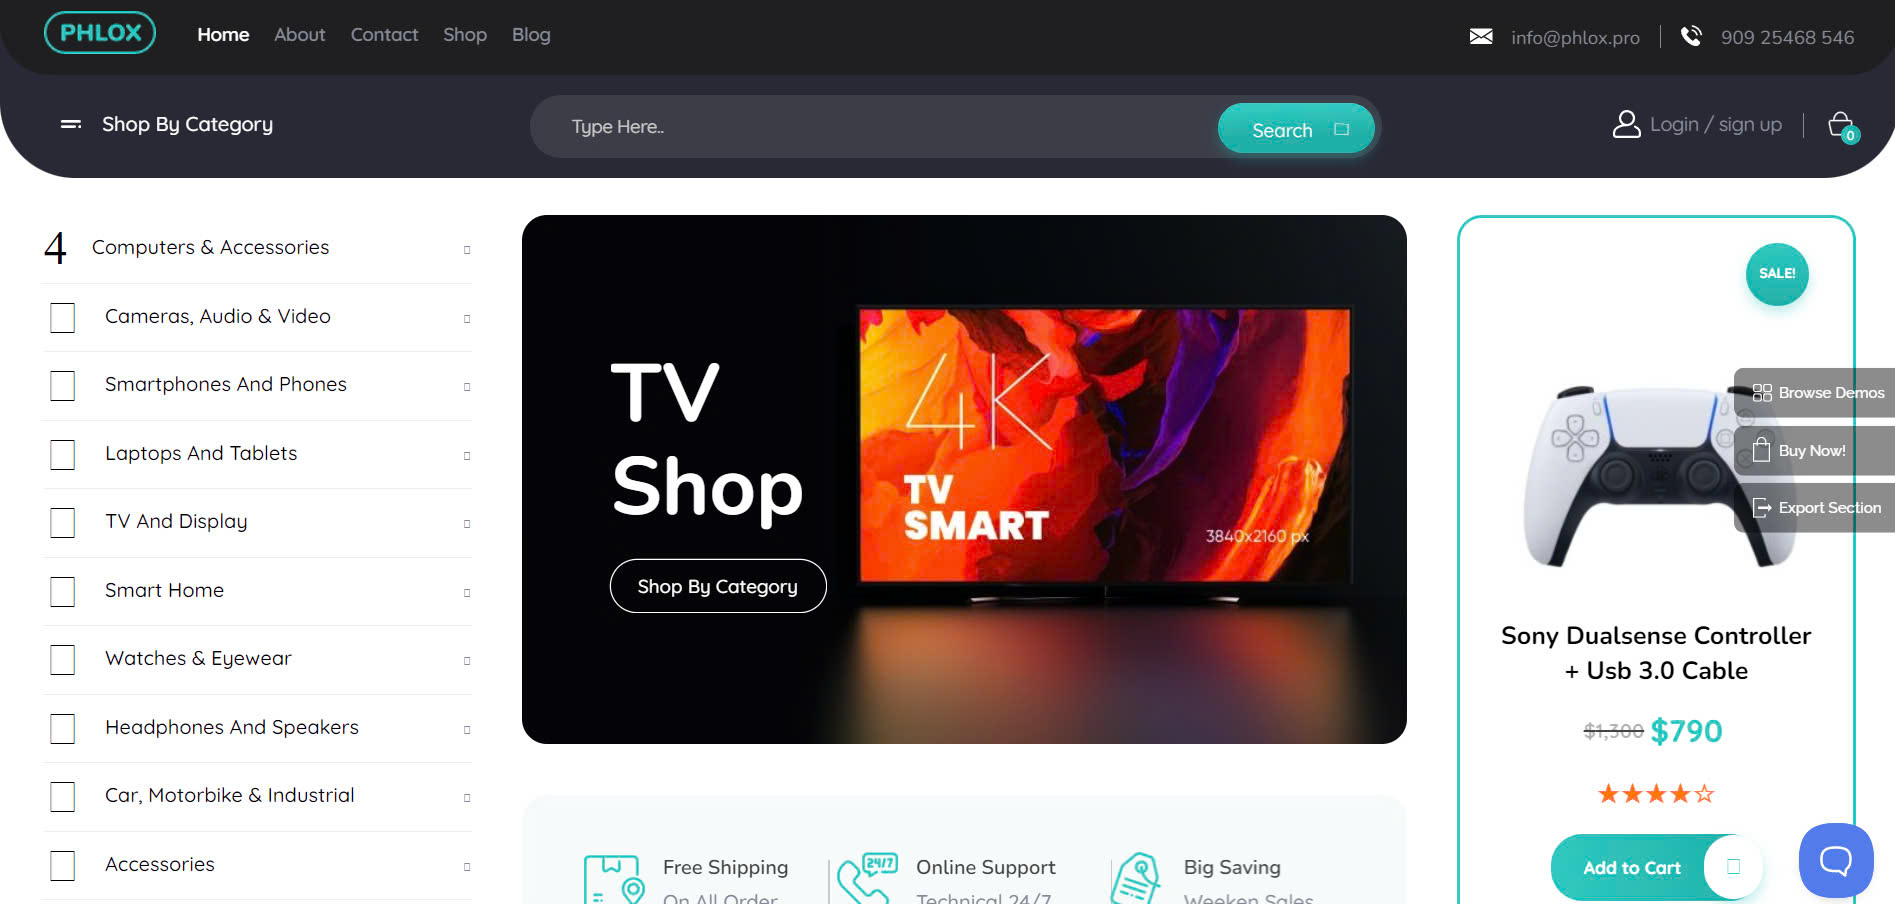 PHLOX
Home About Contact Shop Blog
info@phlox.pro
909 25468 546
Shop By Category
Type Here..
Search
Login / sign up
0
4 Computers & Accessories
Cameras, Audio & Video
Smartphones And Phones
Laptops And Tablets
TV And Display
Smart Home
Watches & Eyewear
Headphones And Speakers
Car, Motorbike & Industrial
Accessories
TV
Shop
Shop By Category
4K
TV
SMART
3840x2160 px
Free Shipping
On All Order
24/7
Online Support
Technical 24/7
Big Saving
Weeken Sales
SALE!
Browse Demos
Buy Now!
Export Section
Sony Dualsense Controller
+ Usb 3.0 Cable
$1,300 $790
Add to Cart